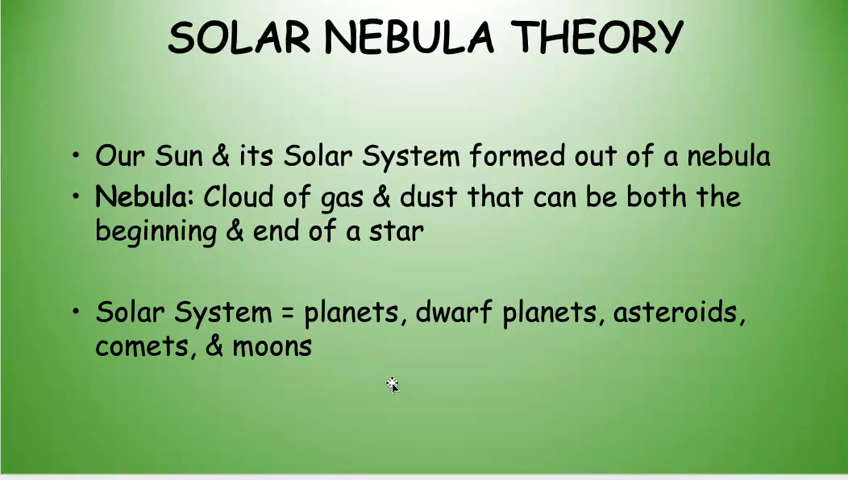 SOLAR NEBULA THEORY
• Our Sun & its Solar System formed out of a nebula
• Nebula: Cloud of gas & dust that can be both the
beginning & end of a star
• Solar System = planets, dwarf planets, asteroids,
comets, & moons